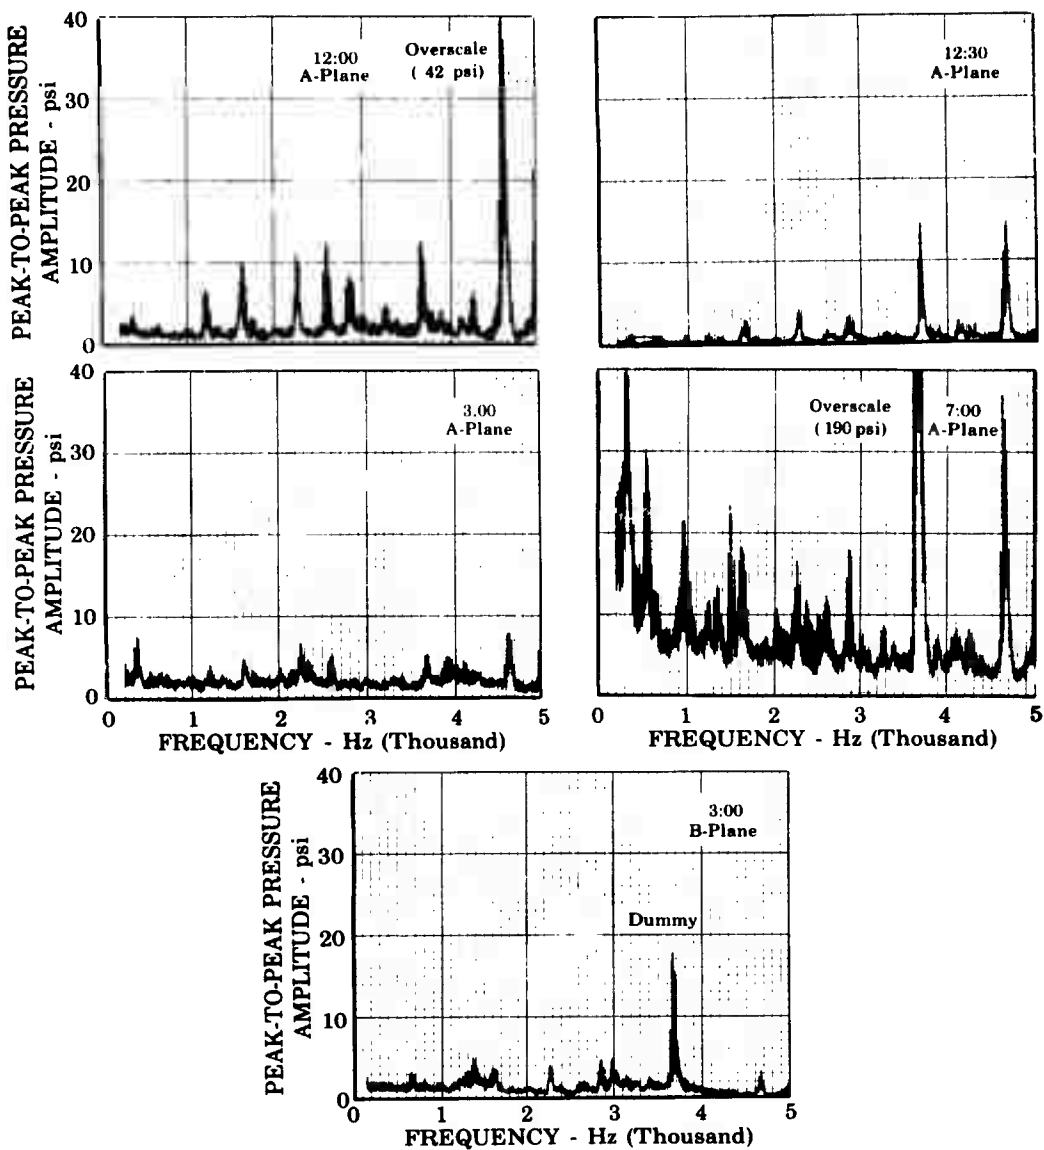 PEAK-TO-PEAK PRESSURE
AMPLITUDE - psi
40
30
20
10
0
12:00
A-Plane
Overscale
( 42 psi)
12:30
A-Plane
PEAK-TO-PEAK PRESSURE
AMPLITUDE - psi
40
30
20
10
0
3.00
A-Plane
Overscale
( 190 psi)
7:00
A-Plane
0 1 2 3 4 5
FREQUENCY - Hz (Thousand)
0 1 2 3 4 5
FREQUENCY - Hz (Thousand)
PEAK-TO-PEAK PRESSURE
AMPLITUDE - psi
40
30
20
10
0
3:00
B-Plane
Dummy
0 1 2 3 4 5
FREQUENCY - Hz (Thousand)